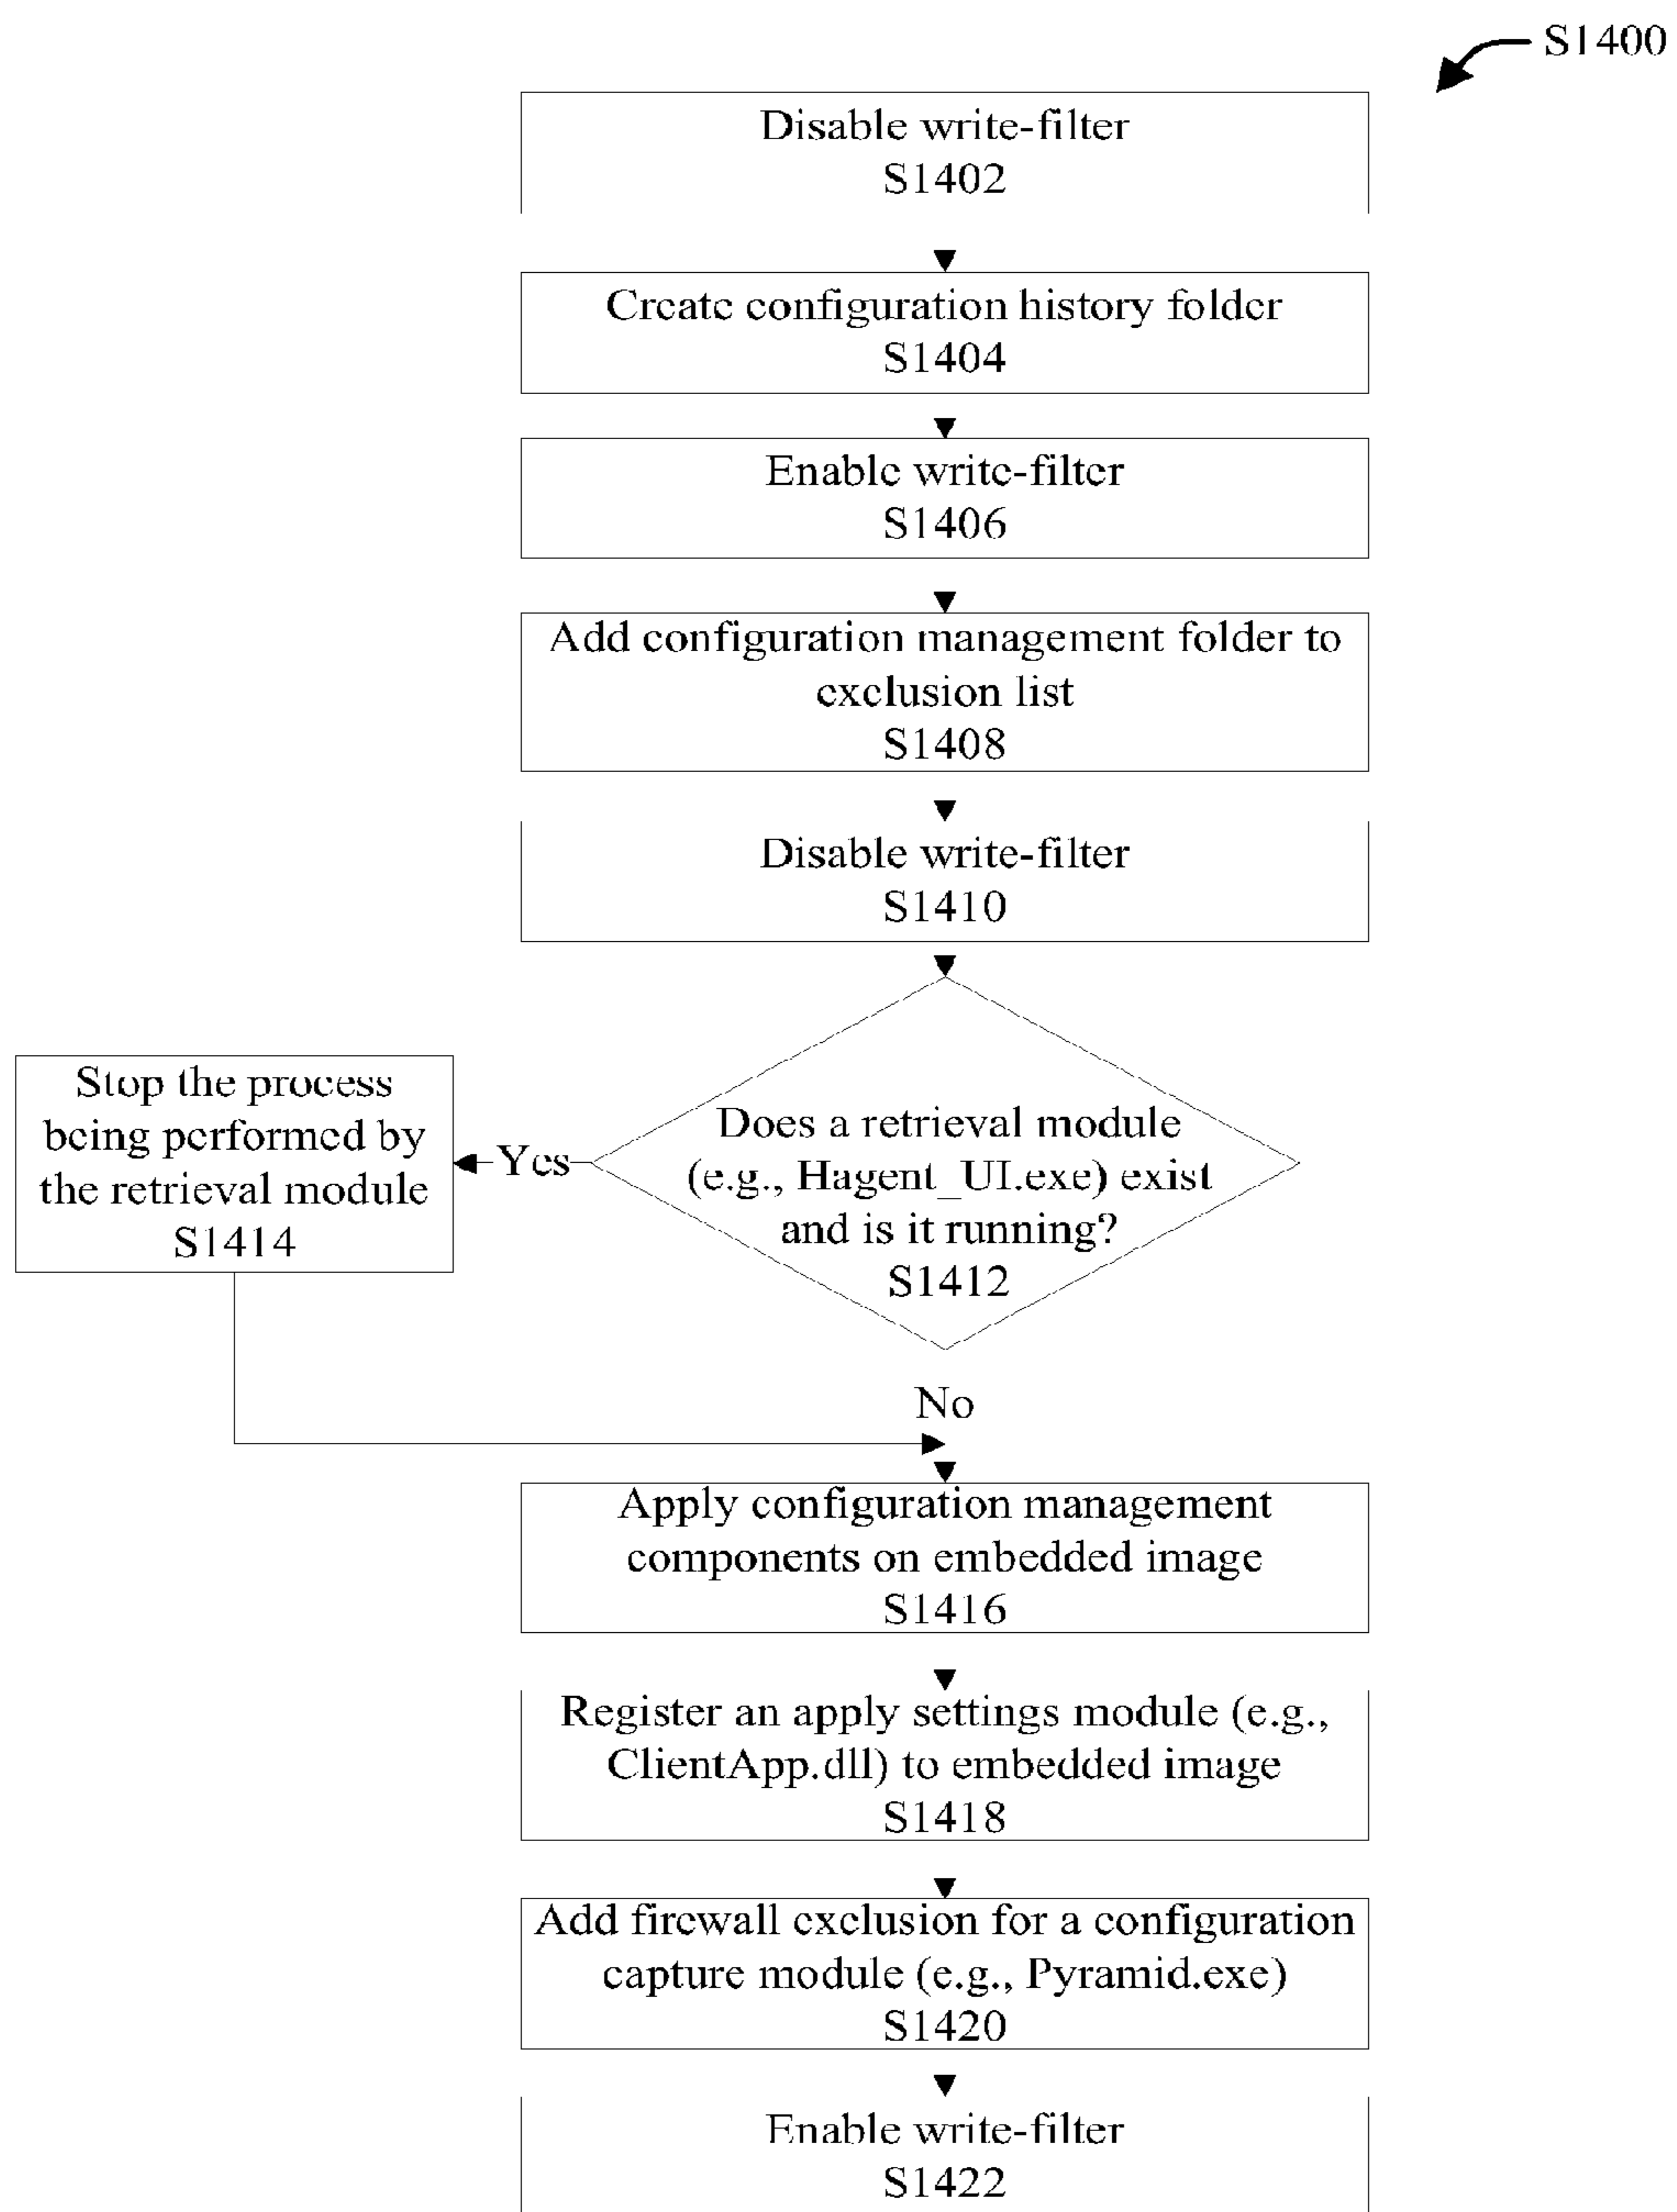 S1400
Disable write-filter
S1402
Create configuration history folder
S1404
Enable write-filter
S1406
Add configuration management folder to
exclusion list
S1408
Disable write-filter
S1410
Does a retrieval module
(e.g., Hagent_UI.exe) exist
and is it running?
S1412
Yes
Stop the process
being performed by
the retrieval module
S1414
No
Apply configuration management
components on embedded image
S1416
Register an apply settings module (e.g.,
ClientApp.dll) to embedded image
S1418
Add firewall exclusion for a configuration
capture module (e.g., Pyramid.exe)
S1420
Enable write-filter
S1422